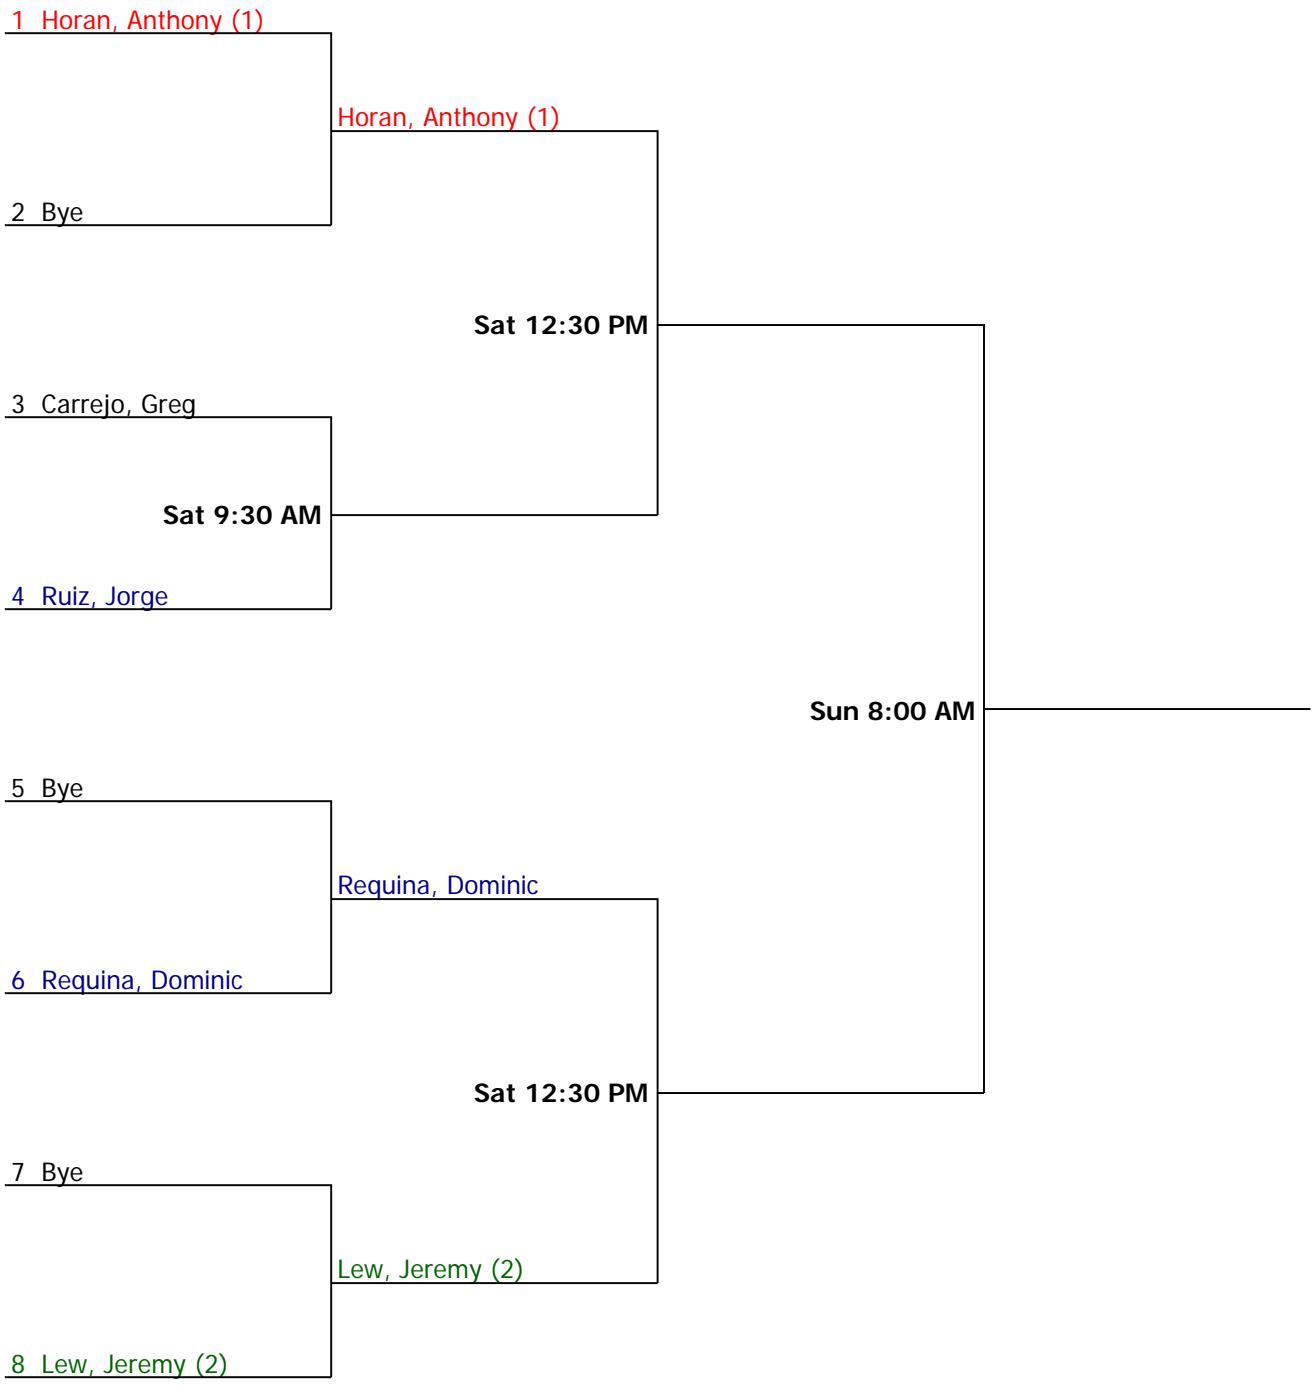 1 Horan, Anthony (1)
Horan, Anthony (1)
2 Bye
Sat 12:30 PM
3 Carrejo, Greg
Sat 9:30 AM
4 Ruiz, Jorge
Sun 8:00 AM
5 Bye
Requina, Dominic
6 Requina, Dominic
Sat 12:30 PM
7 Bye
Lew, Jeremy (2)
8 Lew, Jeremy (2)